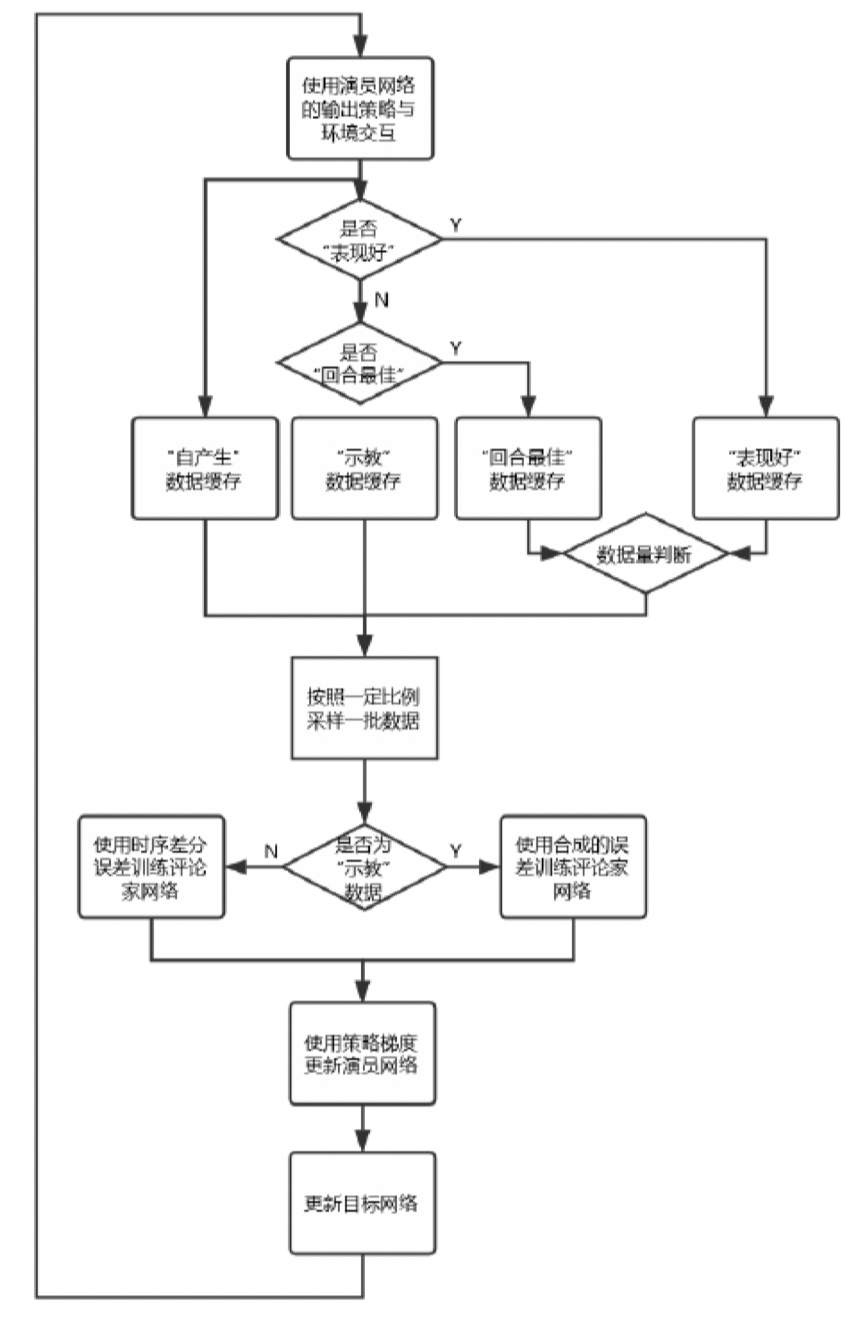 使用演员网络
的输出策略与
环境交互
是否
“表现好”
Y
N
是否
“回合最佳”
Y
“自产生”
数据缓存
“示教”
数据缓存
“回合最佳”
数据缓存
“表现好”
数据缓存
数据量判断
按照一定比例
采样一批数据
使用时序差分
误差训练评论
家网络
N
是否为
“示教”
数据
Y
使用合成的误
差训练评论家
网络
使用策略梯度
更新演员网络
更新目标网络